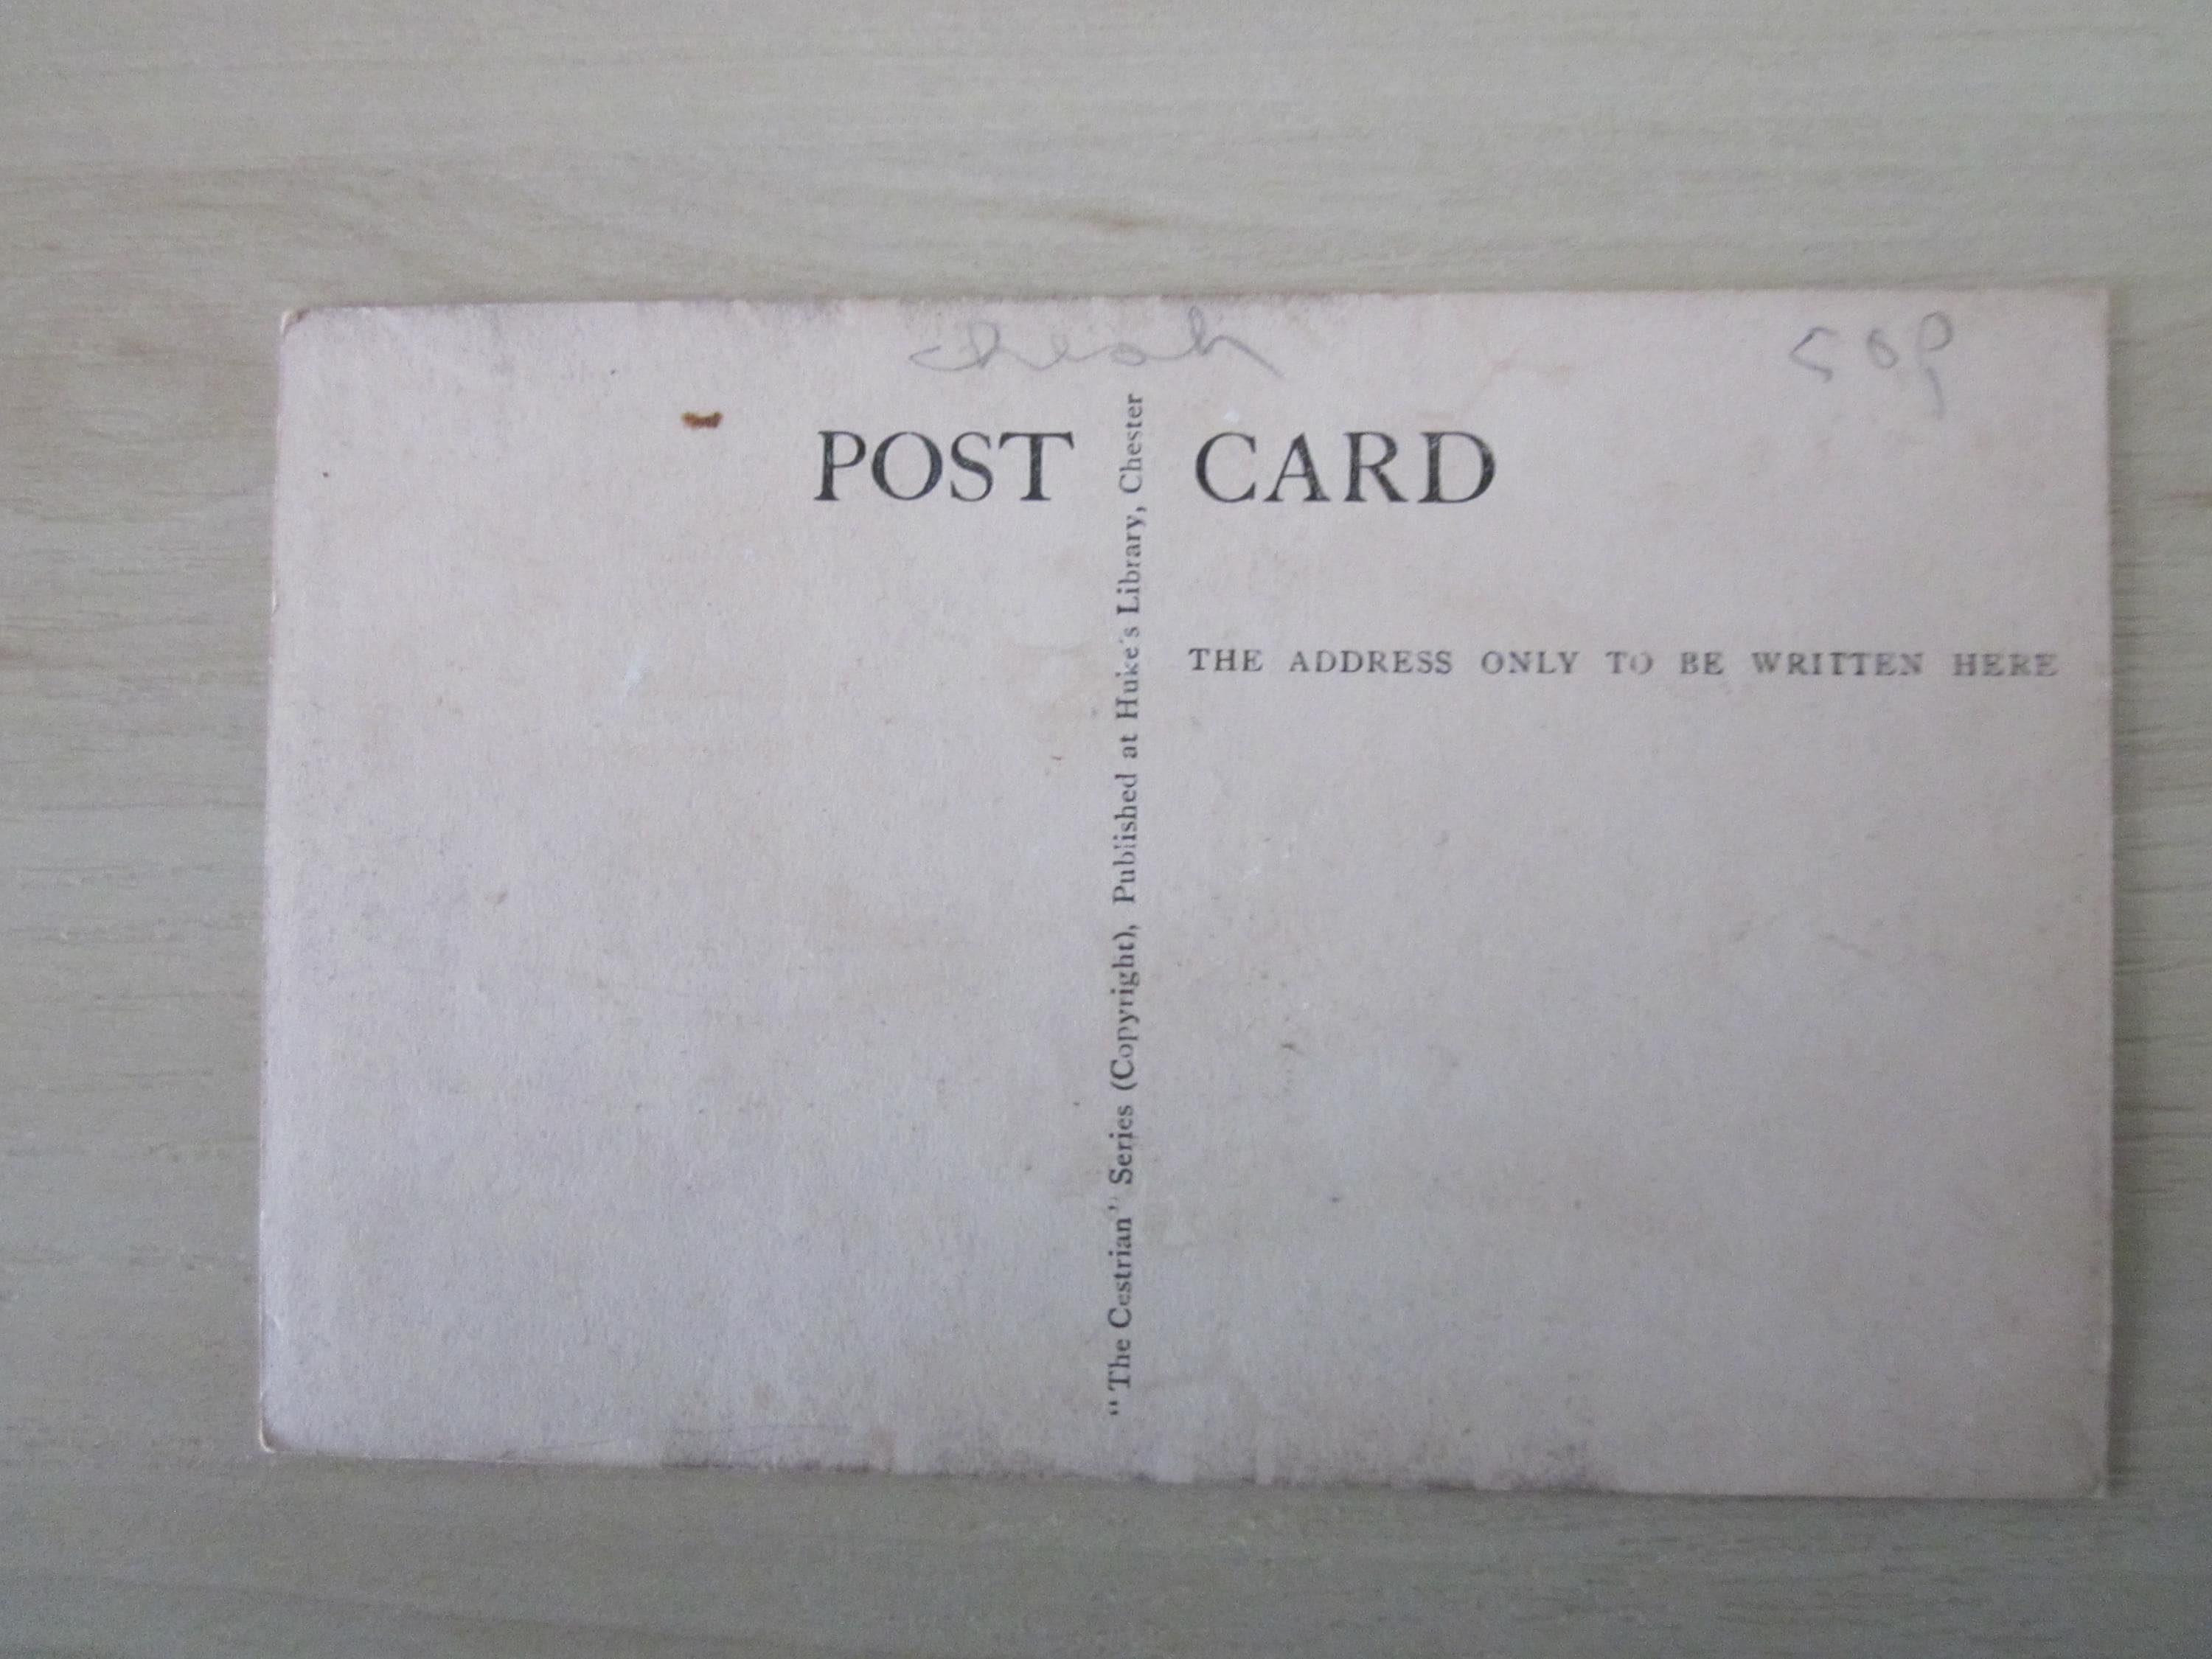 50p
POST CARD
THE ADDRESS ONLY TO BE WRITTEN HERE
"The Cestrian" Series (Copyright), Published at Huke's Library, Chester